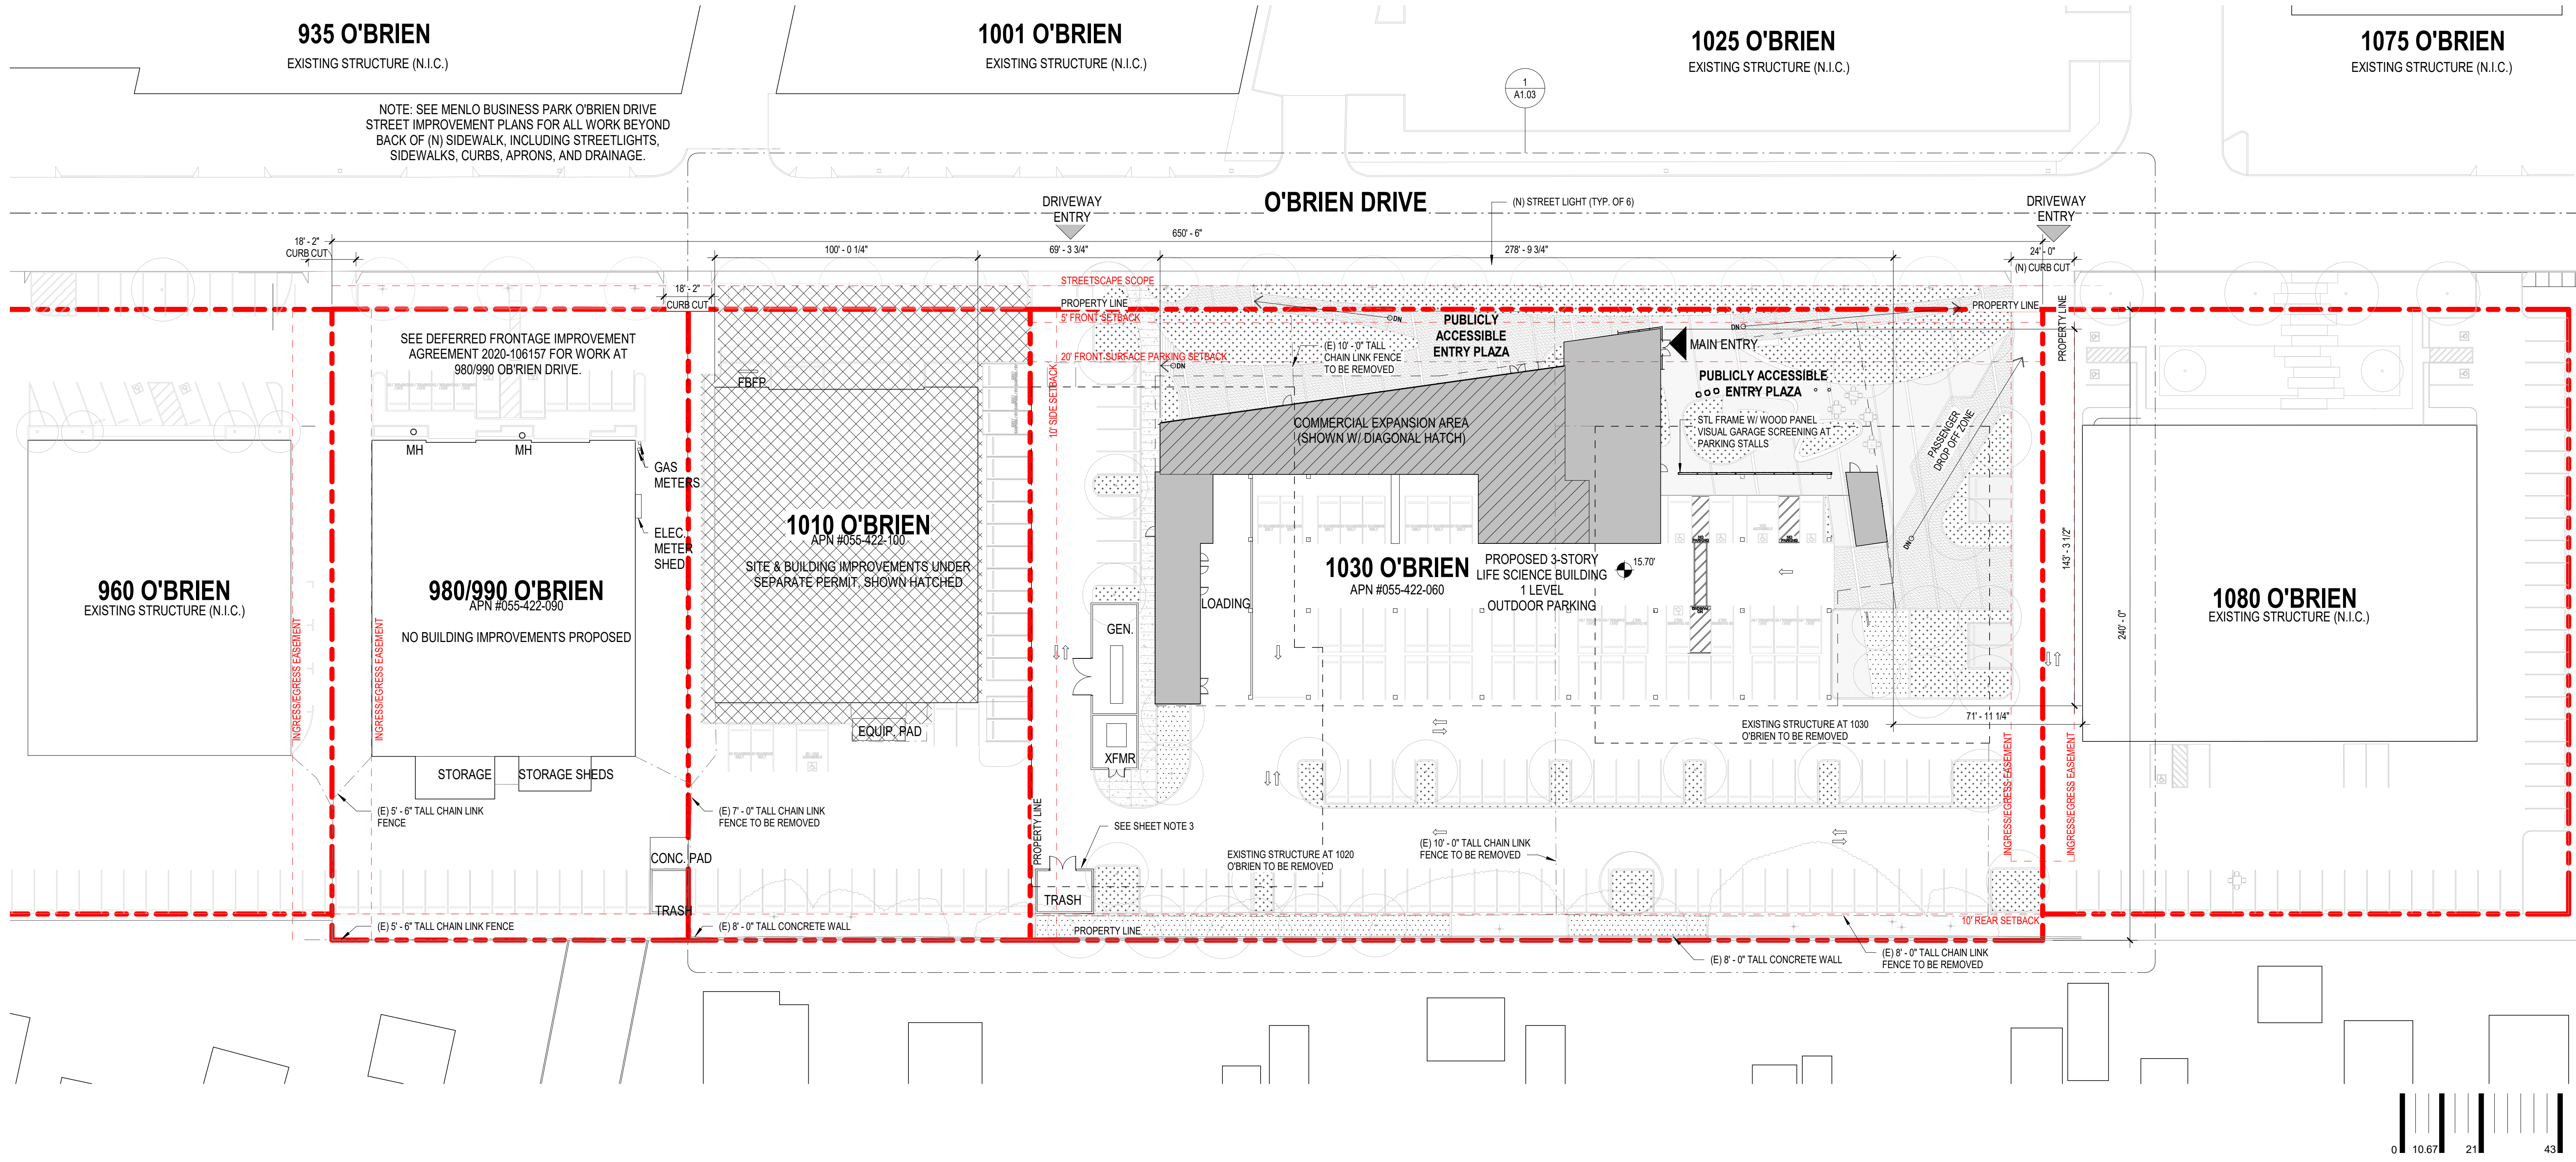 935 O'BRIEN
EXISTING STRUCTURE (N.I.C.)
1001 O'BRIEN
EXISTING STRUCTURE (N.I.C.)
1025 O'BRIEN
EXISTING STRUCTURE (N.I.C.)
1075 O'BRIEN
EXISTING STRUCTURE (N.I.C.)
1
A1.03
NOTE: SEE MENLO BUSINESS PARK O'BRIEN DRIVE
STREET IMPROVEMENT PLANS FOR ALL WORK BEYOND
BACK OF (N) SIDEWALK, INCLUDING STREETLIGHTS,
SIDEWALKS, CURBS, APRONS, AND DRAINAGE.
DRIVEWAY
ENTRY
O'BRIEN DRIVE
(N) STREET LIGHT (TYP. OF 6)
DRIVEWAY
ENTRY
650' - 6"
18' - 2"
CURB CUT
100' - 0 1/4"
69' - 3 3/4"
278' - 9 3/4"
24' - 0"
(N) CURB CUT
18' - 2"
CURB CUT
STREETSCAPE SCOPE
PROPERTY LINE
5' FRONT SETBACK
PROPERTY LINE
PROPERTY LINE
SEE DEFERRED FRONTAGE IMPROVEMENT
AGREEMENT 2020-106157 FOR WORK AT
980/990 OB'RIEN DRIVE.
20' FRONT SURFACE PARKING SETBACK
10' SIDE SETBACK
DN
DN
DN
DN
PUBLICLY
ACCESSIBLE
ENTRY PLAZA
(E) 10' - 0" TALL
CHAIN LINK FENCE
TO BE REMOVED
MAIN ENTRY
PUBLICLY ACCESSIBLE
ENTRY PLAZA
STL FRAME W/ WOOD PANEL
VISUAL GARAGE SCREENING AT
PARKING STALLS
PASSENGER
DROP OFF ZONE
FBFP
COMMERCIAL EXPANSION AREA
(SHOWN W/ DIAGONAL HATCH)
MH
MH
GAS
METERS
ELEC.
METER
SHED
960 O'BRIEN
EXISTING STRUCTURE (N.I.C.)
980/990 O'BRIEN
APN #055-422-090
NO BUILDING IMPROVEMENTS PROPOSED
1010 O'BRIEN
APN #055-422-100
SITE & BUILDING IMPROVEMENTS UNDER
SEPARATE PERMIT, SHOWN HATCHED
1030 O'BRIEN
APN #055-422-060
PROPOSED 3-STORY
LIFE SCIENCE BUILDING
1 LEVEL
OUTDOOR PARKING
15.70'
143' - 3 1/2"
240' - 0"
1080 O'BRIEN
EXISTING STRUCTURE (N.I.C.)
INGRESS/EGRESS EASEMENT
INGRESS/EGRESS EASEMENT
LOADING
GEN.
XFMR
EQUIP. PAD
71' - 11 1/4"
EXISTING STRUCTURE AT 1030
O'BRIEN TO BE REMOVED
INGRESS/EGRESS EASEMENT
INGRESS/EGRESS EASEMENT
STORAGE
STORAGE SHEDS
(E) 5' - 6" TALL CHAIN LINK
FENCE
(E) 7' - 0" TALL CHAIN LINK
FENCE TO BE REMOVED
PROPERTY LINE
SEE SHEET NOTE 3
EXISTING STRUCTURE AT 1020
O'BRIEN TO BE REMOVED
(E) 10' - 0" TALL CHAIN LINK
FENCE TO BE REMOVED
CONC. PAD
TRASH
TRASH
(E) 5' - 6" TALL CHAIN LINK FENCE
(E) 8' - 0" TALL CONCRETE WALL
PROPERTY LINE
10' REAR SETBACK
(E) 8' - 0" TALL CONCRETE WALL
(E) 8' - 0" TALL CHAIN LINK
FENCE TO BE REMOVED
0 10.67 21 43